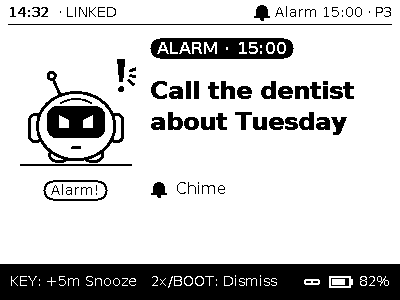 14:32 · LINKED
Alarm 15:00 · P3
ALARM · 15:00
Call the dentist
about Tuesday
Alarm!
Chime
KEY: +5m Snooze 2x/BOOT: Dismiss
82%